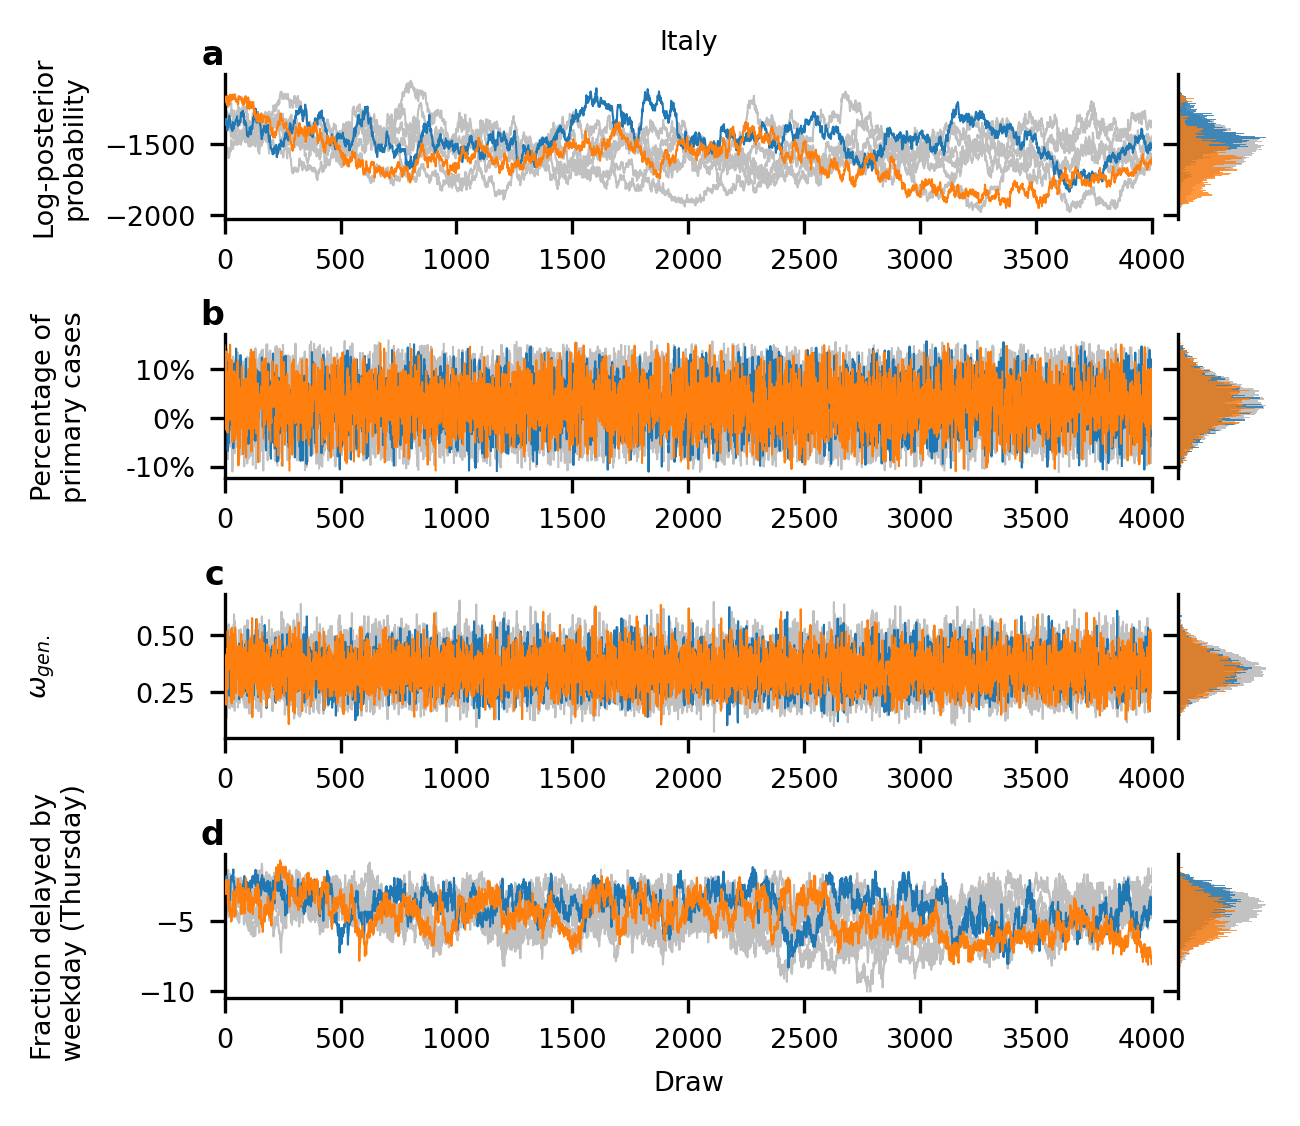 Italy
a
Log-posterior
probability
−1500
−2000
0 500 1000 1500 2000 2500 3000 3500 4000
b
Percentage of
primary cases
10%
0%
-10%
0 500 1000 1500 2000 2500 3000 3500 4000
c
ω_gen.
0.50
0.25
0 500 1000 1500 2000 2500 3000 3500 4000
d
Fraction delayed by
weekday (Thursday)
−5
−10
0 500 1000 1500 2000 2500 3000 3500 4000
Draw